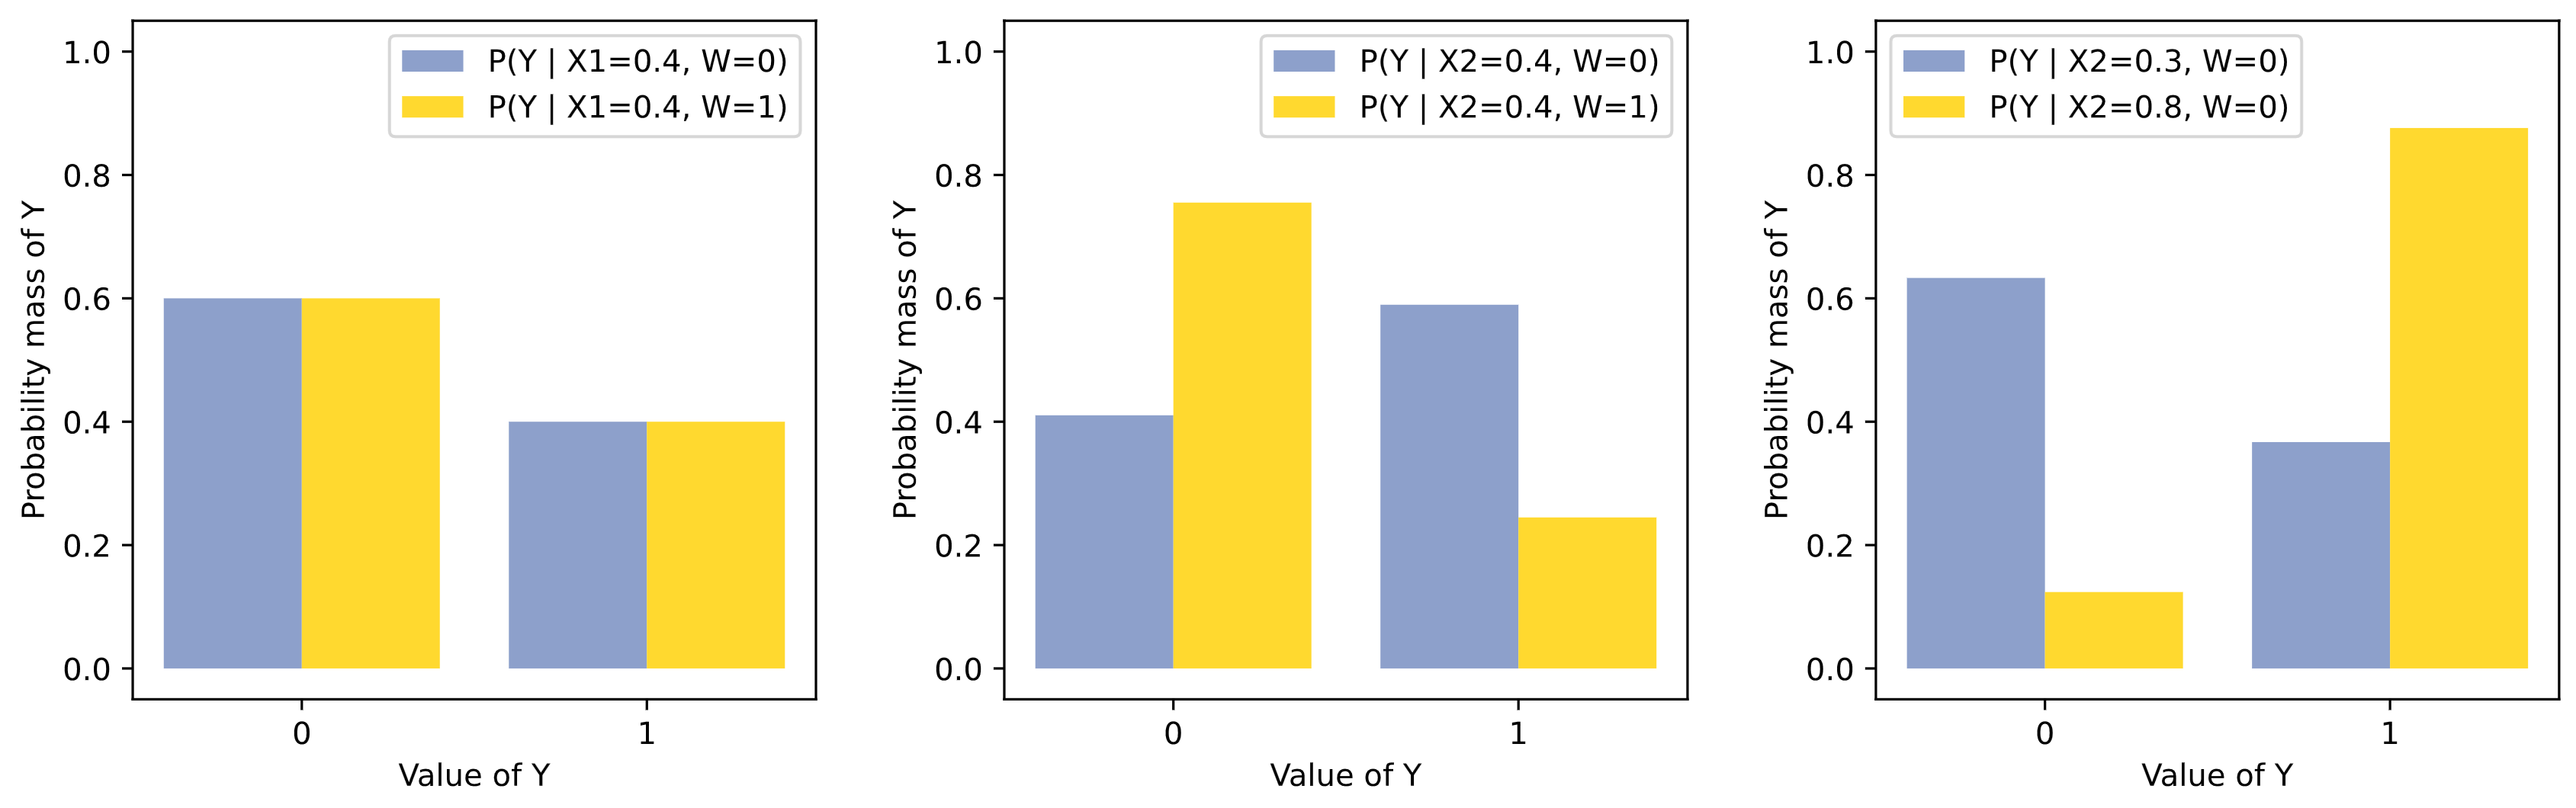 P(Y | X1=0.4, W=0)
P(Y | X1=0.4, W=1)
1.0
0.8
0.6
0.4
0.2
0.0
Probability mass of Y
0 1
Value of Y
P(Y | X2=0.4, W=0)
P(Y | X2=0.4, W=1)
1.0
0.8
0.6
0.4
0.2
0.0
Probability mass of Y
0 1
Value of Y
P(Y | X2=0.3, W=0)
P(Y | X2=0.8, W=0)
1.0
0.8
0.6
0.4
0.2
0.0
Probability mass of Y
0 1
Value of Y